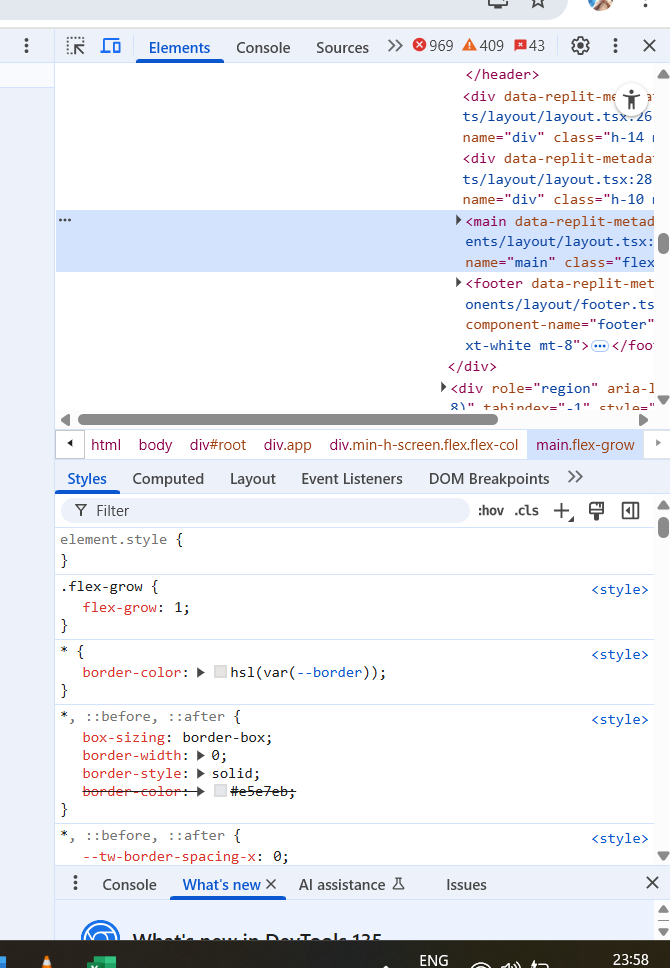 Elements Console Sources 969 409 43
</header>
<div data-replit-me
ts/layout/layout.tsx:26
name="div" class="h-14
<div data-replit-metada
ts/layout/layout.tsx:28
name="div" class="h-10
<main data-replit-metad
ents/layout/layout.tsx:
name="main" class="flex
<footer data-replit-met
onents/layout/footer.ts
component-name="footer"
xt-white mt-8">…</foo
</div>
<div role="region" aria-l
8)" tabindex="-1" style="
html body div#root div.app div.min-h-screen.flex.flex-col main.flex-grow
Styles Computed Layout Event Listeners DOM Breakpoints
Filter :hov .cls
element.style {
}
.flex-grow { <style>
flex-grow: 1;
}
* { <style>
border-color: hsl(var(--border));
}
*, ::before, ::after { <style>
box-sizing: border-box;
border-width: 0;
border-style: solid;
border-color: #e5e7eb;
}
*, ::before, ::after { <style>
--tw-border-spacing-x: 0;
Console What's new AI assistance Issues
What's new in DevTools 135
ENG 23:58